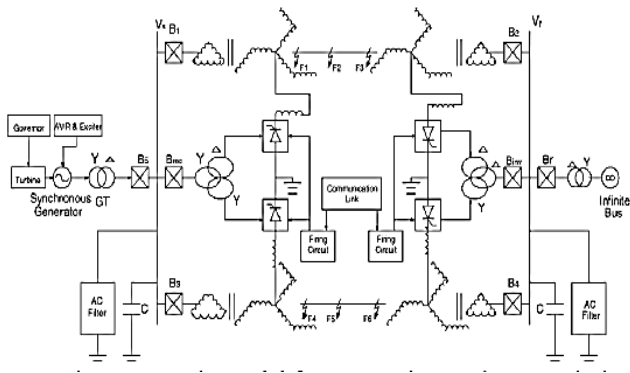 Vs B1 B2 Vr
F1 F2 F3
Governor AVR & Exciter
Turbine Synchronous Generator Y Δ GT Bs Brec Y Δ Y
Communication Link
Firing Circuit Firing Circuit
Δ Y Y Binv Br Δ Y Infinite Bus
B3 B4
F4 F5 F6
AC Filter C C AC Filter